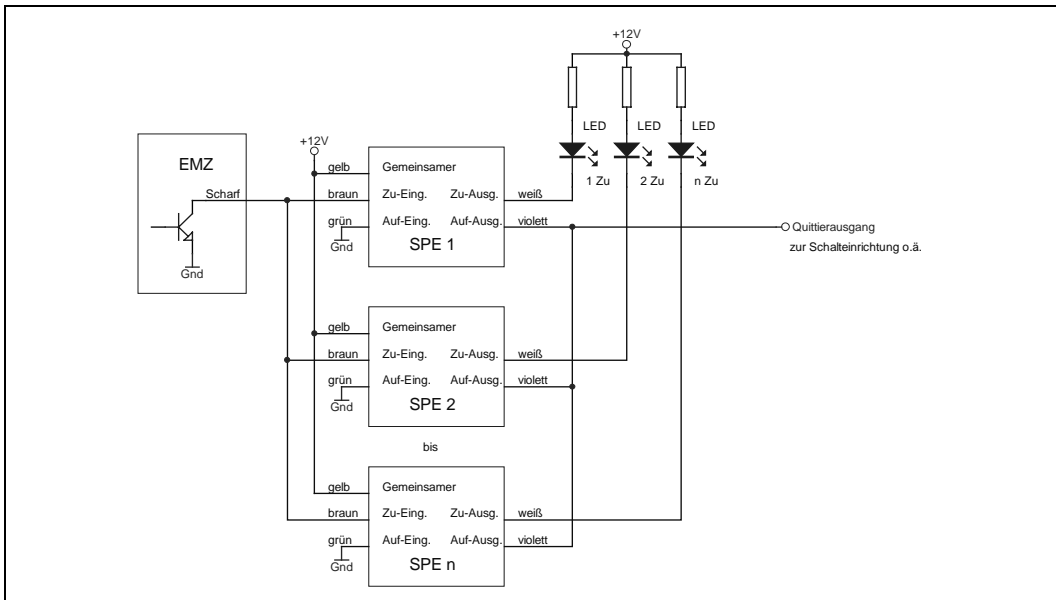 +12V
LED LED LED
1 Zu 2 Zu n Zu
EMZ
Scharf
Gnd
+12V
gelb Gemeinsamer
braun Zu-Eing. Zu-Ausg. weiß
grün Auf-Eing. Auf-Ausg. violett
Gnd
SPE 1
Quittierausgang
zur Schalteinrichtung o.ä.
gelb Gemeinsamer
braun Zu-Eing. Zu-Ausg. weiß
grün Auf-Eing. Auf-Ausg. violett
Gnd
SPE 2
bis
gelb Gemeinsamer
braun Zu-Eing. Zu-Ausg. weiß
grün Auf-Eing. Auf-Ausg. violett
Gnd
SPE n